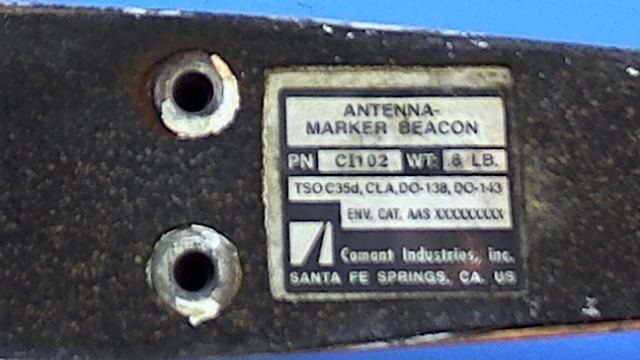 ANTENNA-
MARKER BEACON
PN CI102 WT. .8 LB.
TSO C35d, CLA, DO-138, DO-143
ENV. CAT. AAS XXXXXXXXX
Comant Industries, inc.
SANTA FE SPRINGS, CA. US